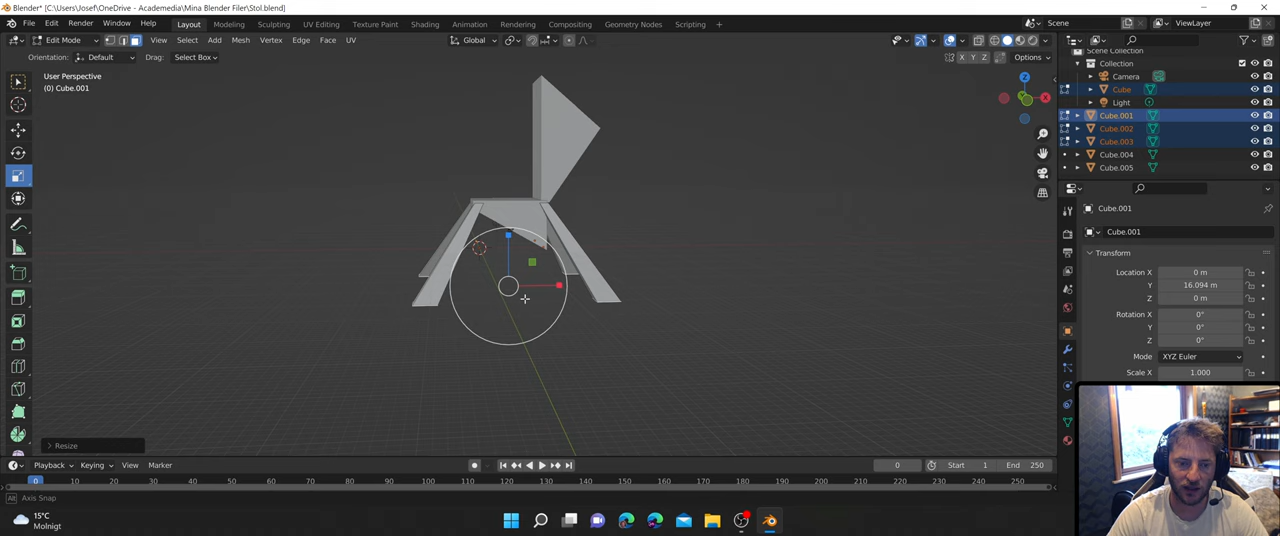 Blender* [C:\Users\Josef\OneDrive - Academedia\Mina Blender Filer\Stol.blend]
File Edit Render Window Help Layout Modeling Sculpting UV Editing Texture Paint Shading Animation Rendering Compositing Geometry Nodes Scripting + Scene ViewLayer
Edit Mode View Select Add Mesh Vertex Edge Face UV Global
Orientation: Default Drag: Select Box X Y Z Options
User Perspective
(0) Cube.001
Z
X
Scene Collection
Collection
Camera
Cube
Light
Cube.001
Cube.002
Cube.003
Cube.004
Cube.005
Cube.001
Cube.001
Transform
Location X 0 m
Y 16.094 m
Z 0 m
Rotation X 0°
Y 0°
Z 0°
Mode XYZ Euler
Scale X 1.000
Resize
Playback Keying View Marker 0 Start 1 End 250
0 10 20 30 40 50 60 70 80 90 100 110 120 130 140 150 160 170 180 190 200 210 220 230 240 250
Alt Axis Snap
15°C
Molnigt